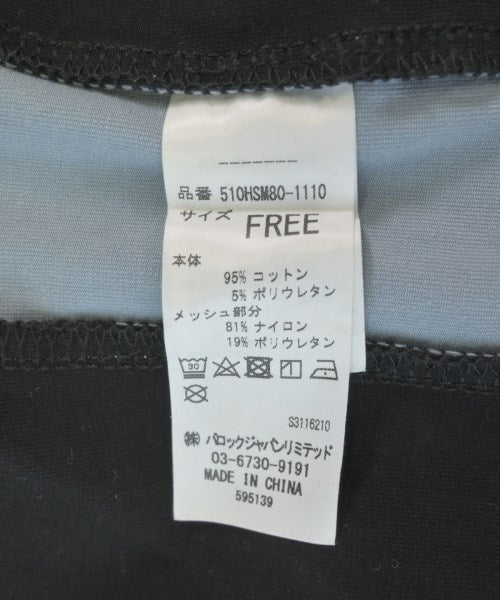 -------
品番 510HSM80-1110
サイズ FREE
本体
95% コットン
5% ポリウレタン
メッシュ部分
81% ナイロン
19% ポリウレタン
30
S3116210
㈱ バロックジャパンリミテッド
03-6730-9191
MADE IN CHINA
595139